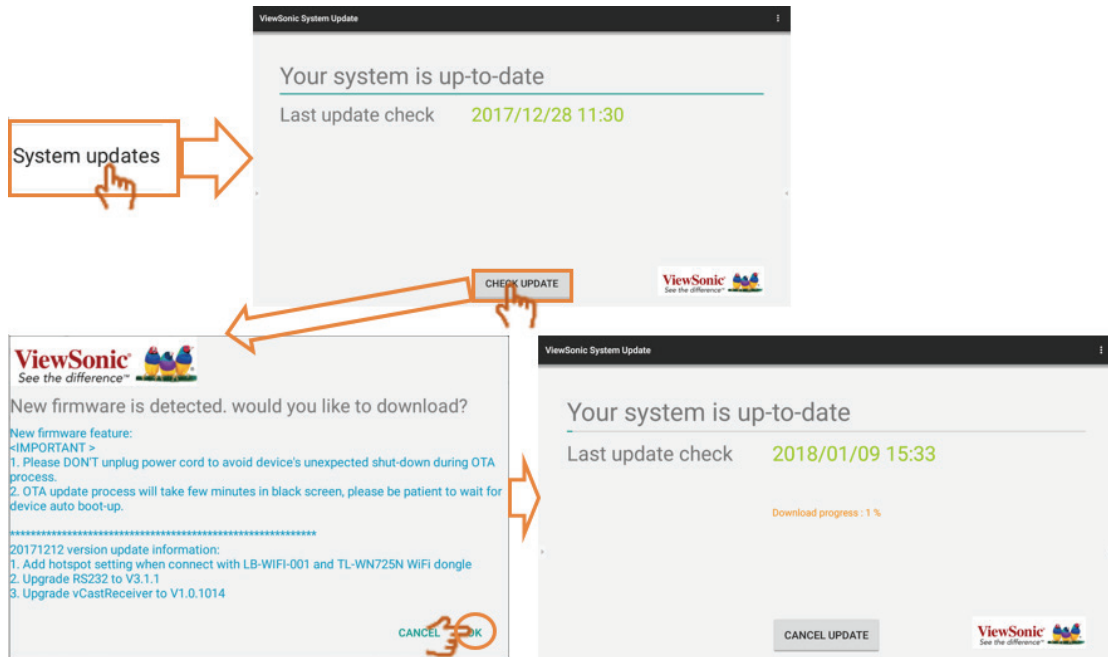 ViewSonic System Update
Your system is up-to-date
Last update check 2017/12/28 11:30
System updates
CHECK UPDATE
ViewSonic®
See the difference™
ViewSonic®
See the difference™
New firmware is detected. would you like to download?
New firmware feature:
<IMPORTANT >
1. Please DON'T unplug power cord to avoid device's unexpected shut-down during OTA
process.
2. OTA update process will take few minutes in black screen, please be patient to wait for
device auto boot-up.
***********************************************************
20171212 version update information:
1. Add hotspot setting when connect with LB-WIFI-001 and TL-WN725N WiFi dongle
2. Upgrade RS232 to V3.1.1
3. Upgrade vCastReceiver to V1.0.1014
CANCEL OK
ViewSonic System Update
Your system is up-to-date
Last update check 2018/01/09 15:33
Download progress : 1 %
CANCEL UPDATE
ViewSonic®
See the difference™